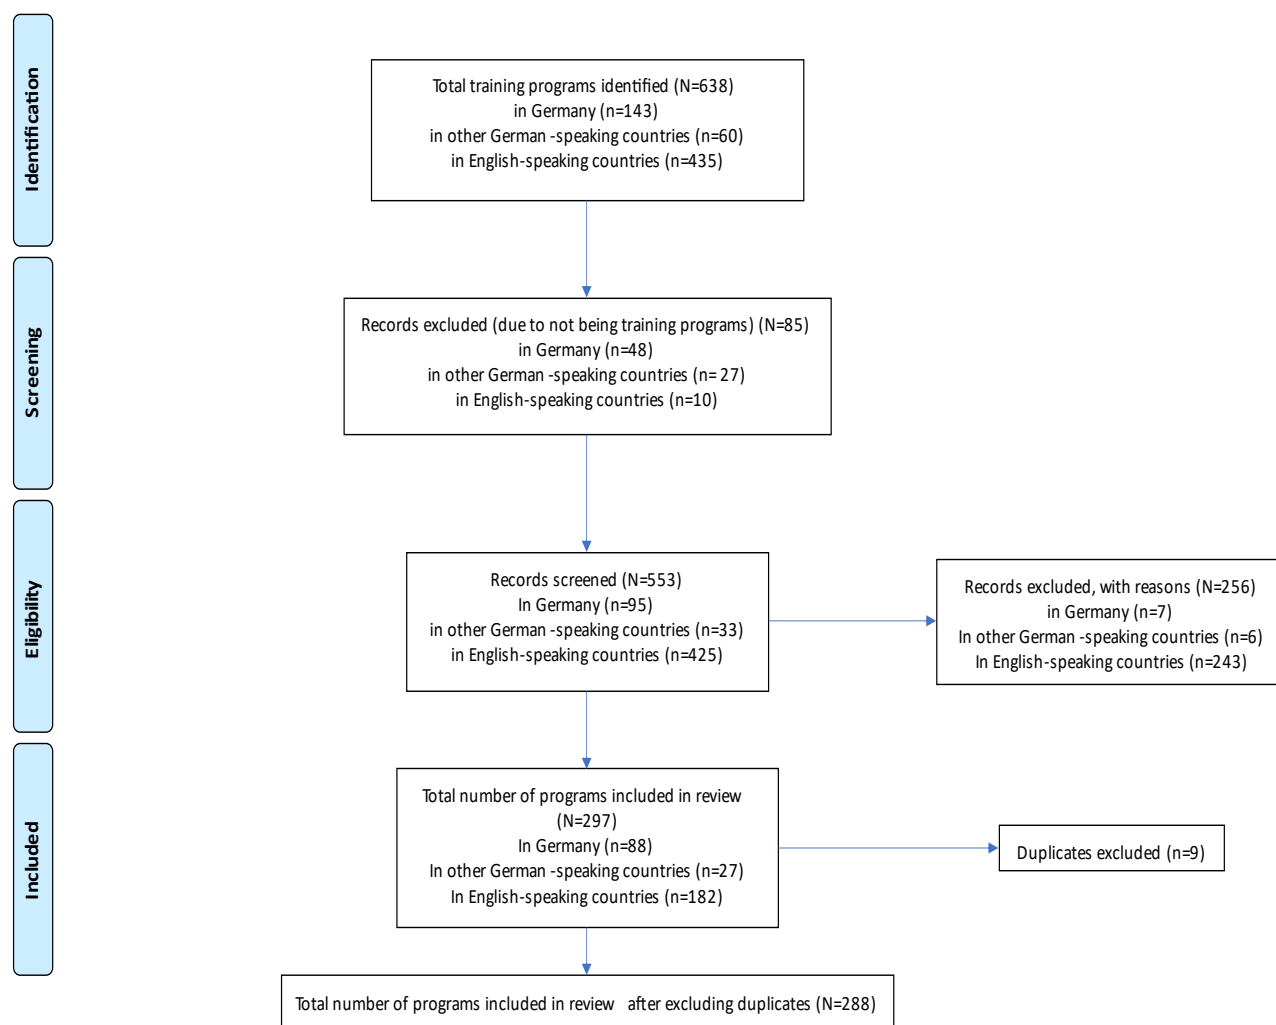 Identification
Total training programs identified (N=638)
in Germany (n=143)
in other German -speaking countries (n=60)
in English-speaking countries (n=435)
Screening
Records excluded (due to not being training programs) (N=85)
in Germany (n=48)
in other German -speaking countries (n= 27)
in English-speaking countries (n=10)
Eligibility
Records screened (N=553)
In Germany (n=95)
in other German -speaking countries (n=33)
in English-speaking countries (n=425)
Records excluded, with reasons (N=256)
in Germany (n=7)
In other German -speaking countries (n=6)
In English-speaking countries (n=243)
Included
Total number of programs included in review
(N=297)
In Germany (n=88)
In other German -speaking countries (n=27)
In English-speaking countries (n=182)
Duplicates excluded (n=9)
Total number of programs included in review after excluding duplicates (N=288)